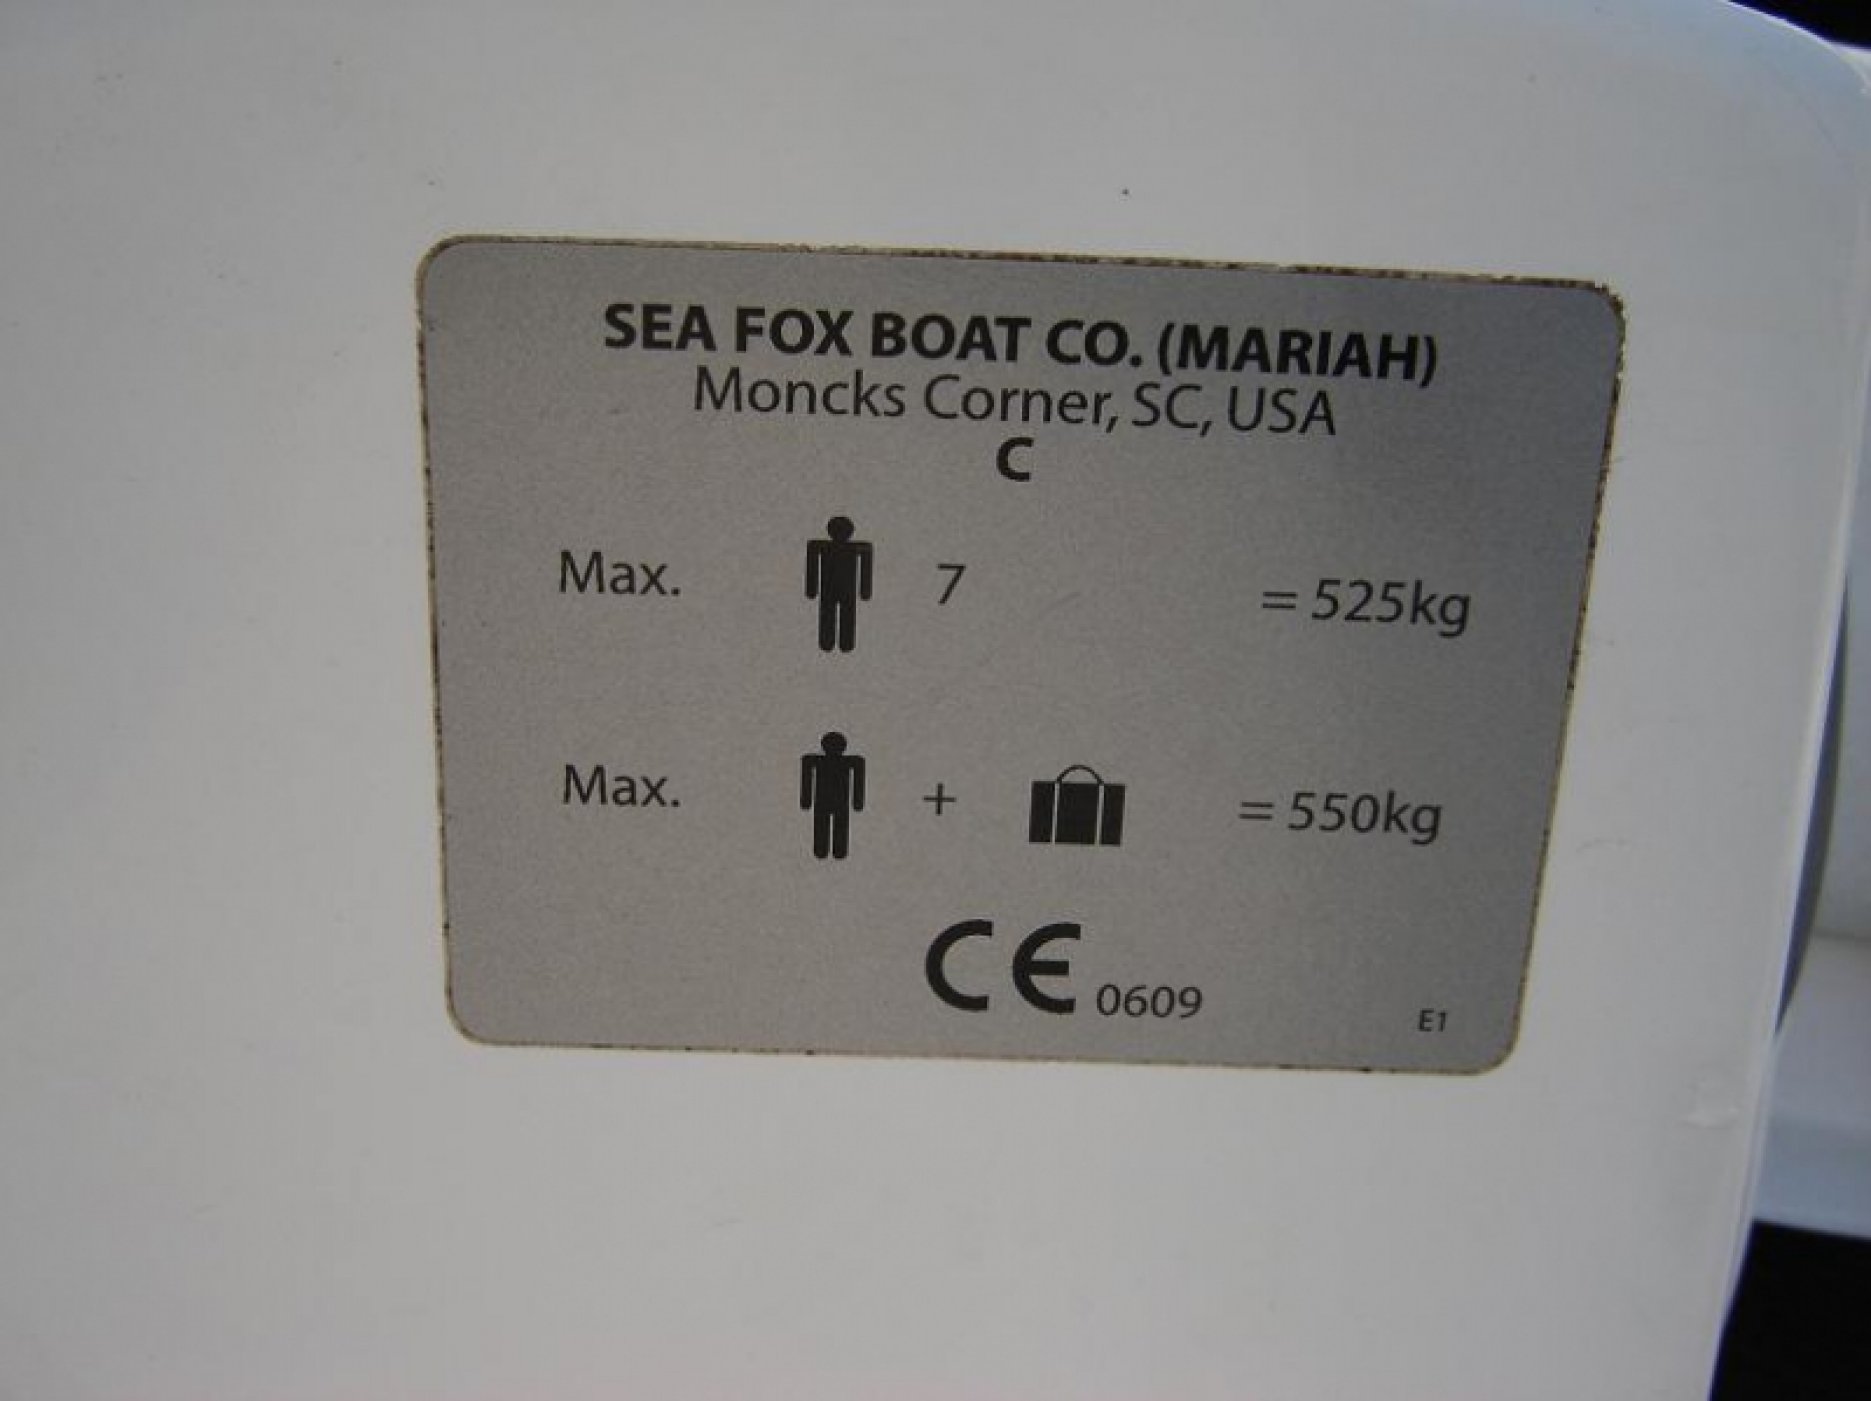 SEA FOX BOAT CO. (MARIAH)
Moncks Corner, SC, USA
C
Max. 7 = 525kg
Max. + = 550kg
CE 0609
E1